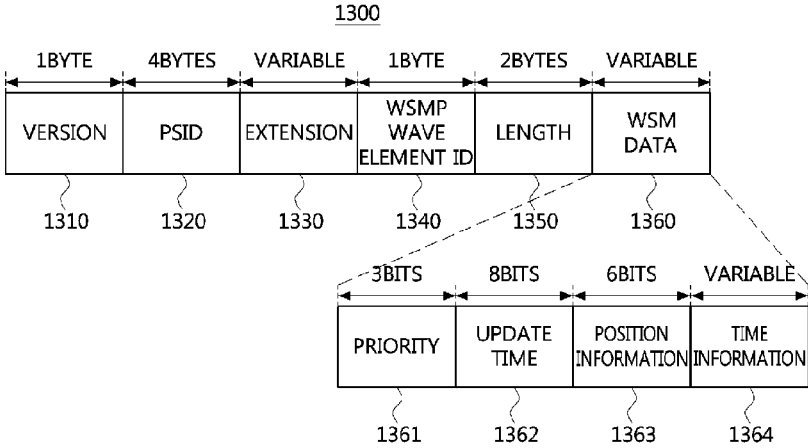 1300
1BYTE 4BYTES VARIABLE 1BYTE 2BYTES VARIABLE
VERSION PSID EXTENSION WSMP WAVE ELEMENT ID LENGTH WSM DATA
1310 1320 1330 1340 1350 1360
3BITS 8BITS 6BITS VARIABLE
PRIORITY UPDATE TIME POSITION INFORMATION TIME INFORMATION
1361 1362 1363 1364